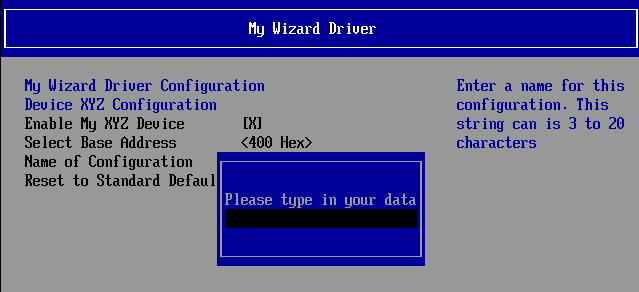 My Wizard Driver
My Wizard Driver Configuration
Device XYZ Configuration
Enable My XYZ Device [X]
Select Base Address <400 Hex>
Name of Configuration
Reset to Standard Defaul
Enter a name for this
configuration. This
string can is 3 to 20
characters
Please type in your data